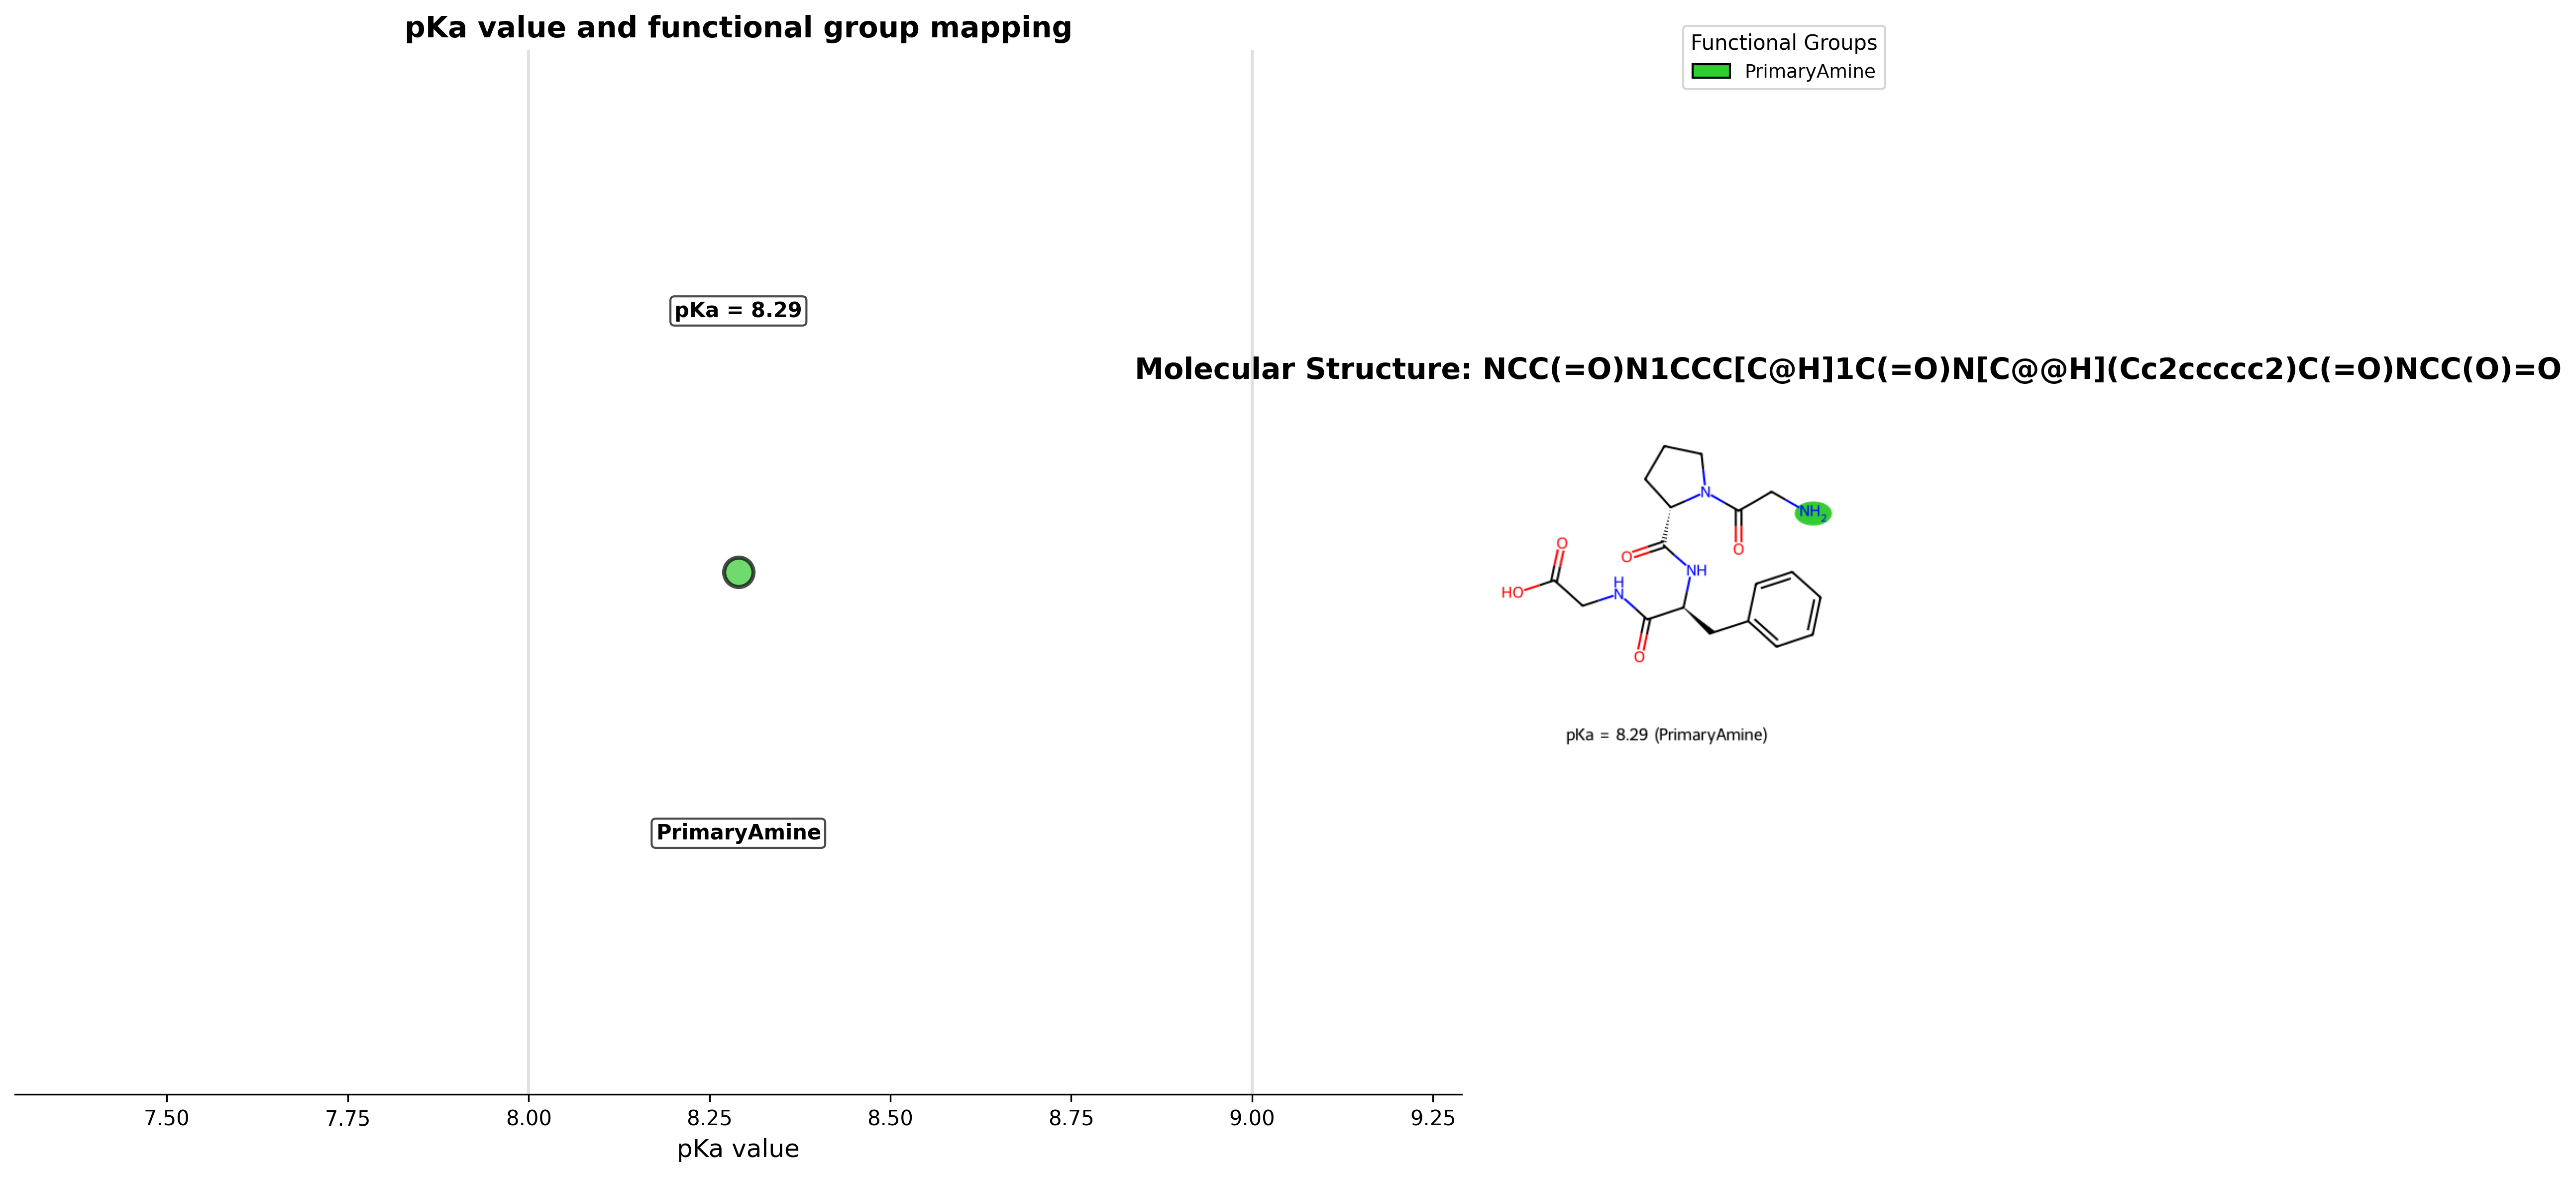 pKa value and functional group mapping
Functional Groups
PrimaryAmine
pKa = 8.29
Molecular Structure: NCC(=O)N1CCC[C@H]1C(=O)N[C@@H](Cc2ccccc2)C(=O)NCC(O)=O
N
NH2
O
O
O
NH
H
N
HO
O
pKa = 8.29 (PrimaryAmine)
PrimaryAmine
7.50 7.75 8.00 8.25 8.50 8.75 9.00 9.25
pKa value